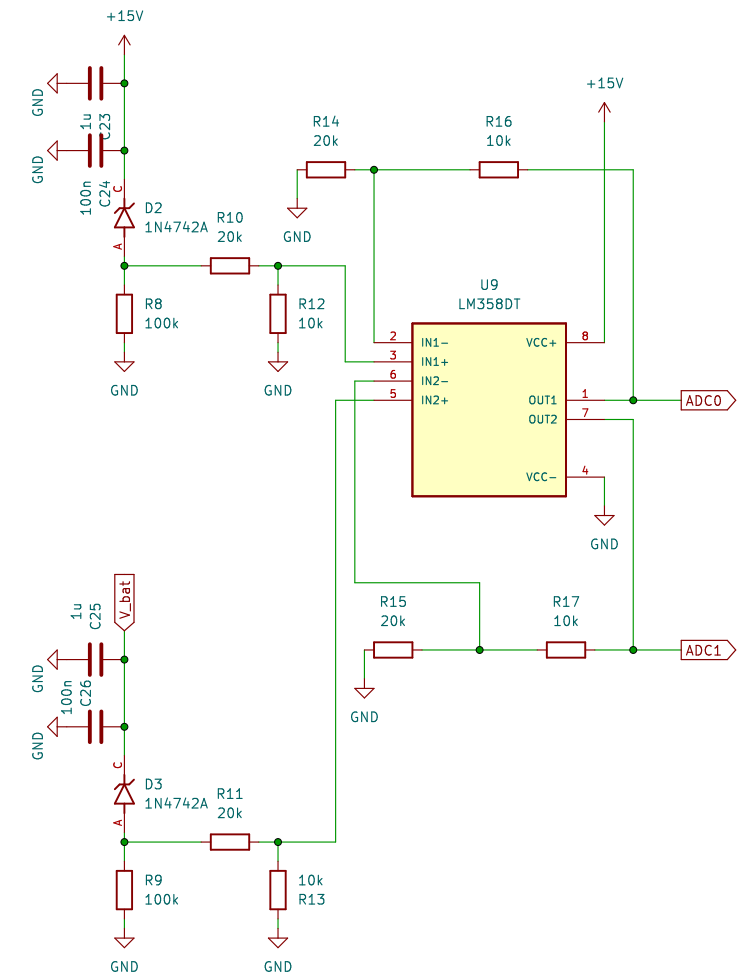 +15V
GND
1u
C23
GND
100n
C24
C
D2
1N4742A
A
R8
100k
GND
R10
20k
R12
10k
GND
R14
20k
GND
R16
10k
+15V
U9
LM358DT
2
IN1-
3
IN1+
6
IN2-
5
IN2+
VCC+
8
OUT1
1
OUT2
7
VCC-
4
GND
ADC0
V_bat
1u
C25
GND
100n
C26
GND
C
D3
1N4742A
A
R9
100k
GND
R11
20k
10k
R13
GND
R15
20k
GND
R17
10k
ADC1